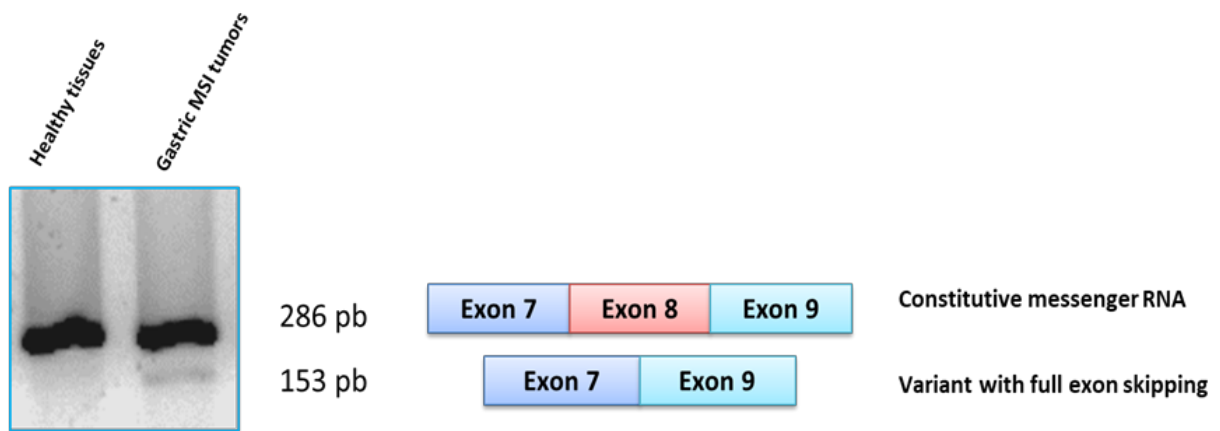 Healthy tissues
Gastric MSI tumors
286 pb
Exon 7 Exon 8 Exon 9
Constitutive messenger RNA
153 pb
Exon 7 Exon 9
Variant with full exon skipping